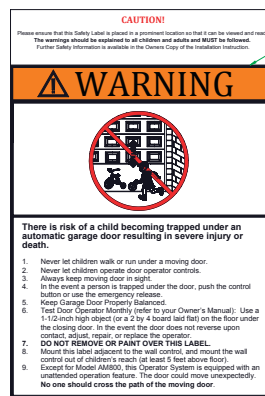 CAUTION!
Please ensure that this Safety Label is placed in a prominent location so that it can be viewed and
The warnings should be explained to all children and adults and MUST be followed.
Further Safety Information is available in the Owners Copy of the Installation Instruction.
WARNING
There is risk of a child becoming trapped under an
automatic garage door resulting in severe injury or
death.
1. Never let children walk or run under a moving door.
2. Never let children operate door operator controls.
3. Always keep moving door in sight.
4. In the event a person is trapped under the door, push the control
button or use the emergency release.
5. Keep Garage Door Properly Balanced.
6. Test Door Operator Monthly (refer to your Owner's Manual): Use a
1-1/2-inch high object (or a 2 by 4 board laid flat) on the floor under
the closing door. In the event the door does not reverse upon
contact, adjust, repair, or replace the operator.
7. DO NOT REMOVE OR PAINT OVER THIS LABEL.
8. Mount this label adjacent to the wall control, and mount the wall
control out of children's reach (at least 5 feet above floor).
9. Except for Model AM800, this Operator System is equipped with an
unattended operation feature. The door could move unexpectedly.
No one should cross the path of the moving door.